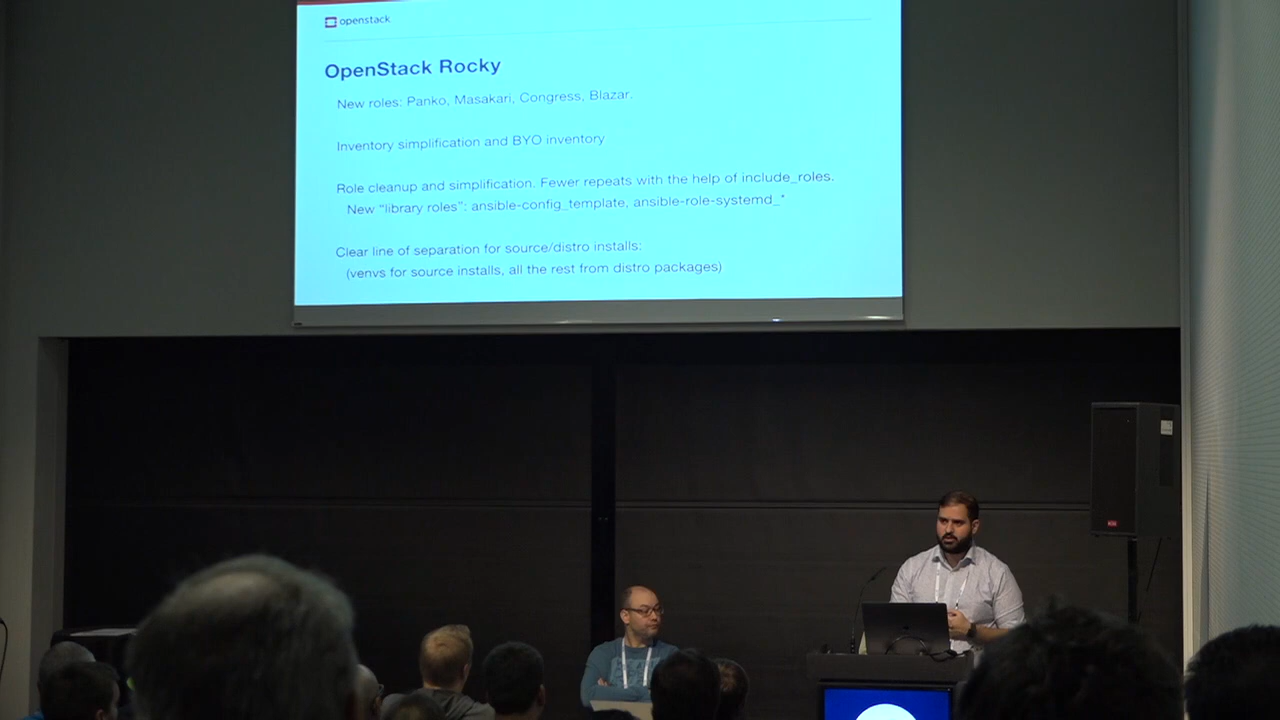 openstack
OpenStack Rocky
New roles: Panko, Masakari, Congress, Blazar.
Inventory simplification and BYO inventory
Role cleanup and simplification. Fewer repeats with the help of include_roles.
New “library roles”: ansible-config_template, ansible-role-systemd_*
Clear line of separation for source/distro installs:
(venvs for source installs, all the rest from distro packages)